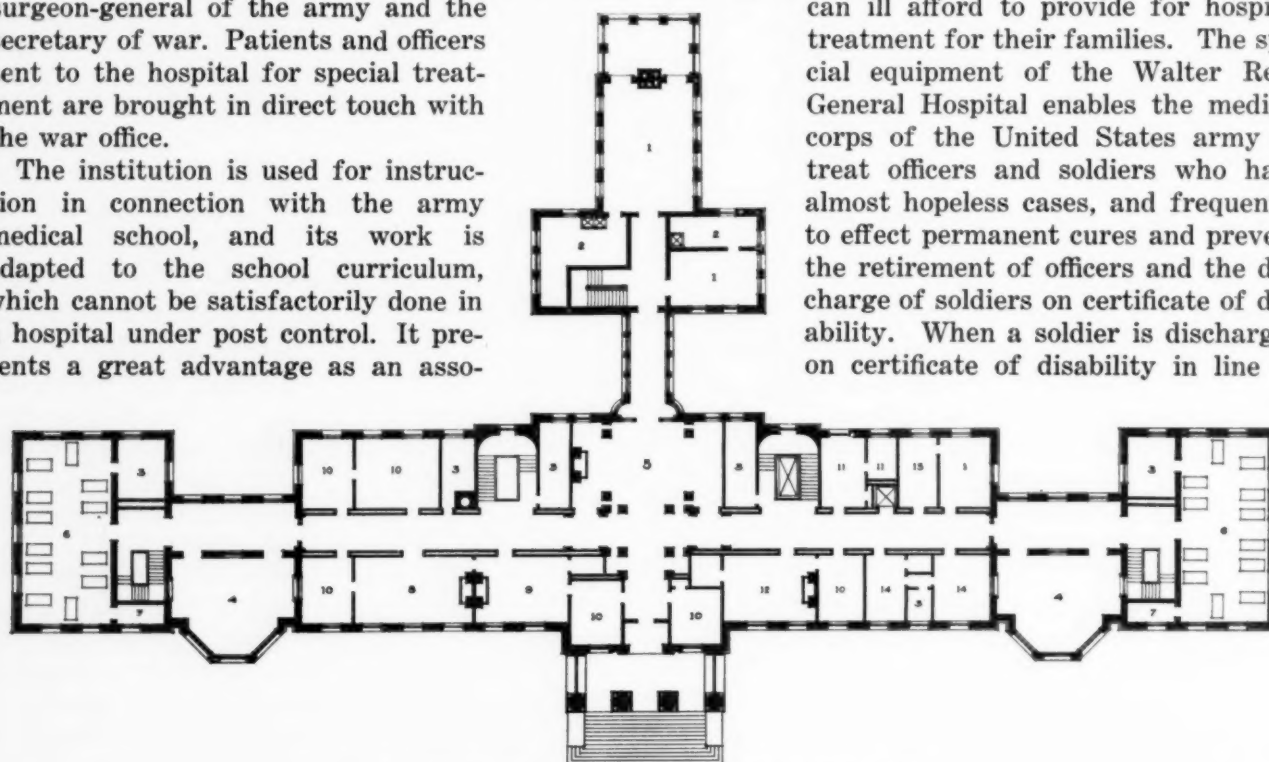 surgeon-general of the army and the
secretary of war. Patients and officers
ent to the hospital for special treat-
ment are brought in direct touch with
the war office.
The institution is used for instruc-
tion in connection with the army
medical school, and its work is
adapted to the school curriculum,
which cannot be satisfactorily done in
hospital under post control. It pre-
ents a great advantage as an asso-
can ill afford to provide for hospi
treatment for their families. The sp
cial equipment of the Walter Re
General Hospital enables the medi
corps of the United States army
treat officers and soldiers who ha
almost hopeless cases, and frequen
to effect permanent cures and preve
the retirement of officers and the d
charge of soldiers on certificate of d
ability. When a soldier is discharg
on certificate of disability in line
1
2 2
1
3 10 10 3 3 5 11 11 1 3
6 6
4 10 8 9 12 10 14 14 4
7 10 10 3 7